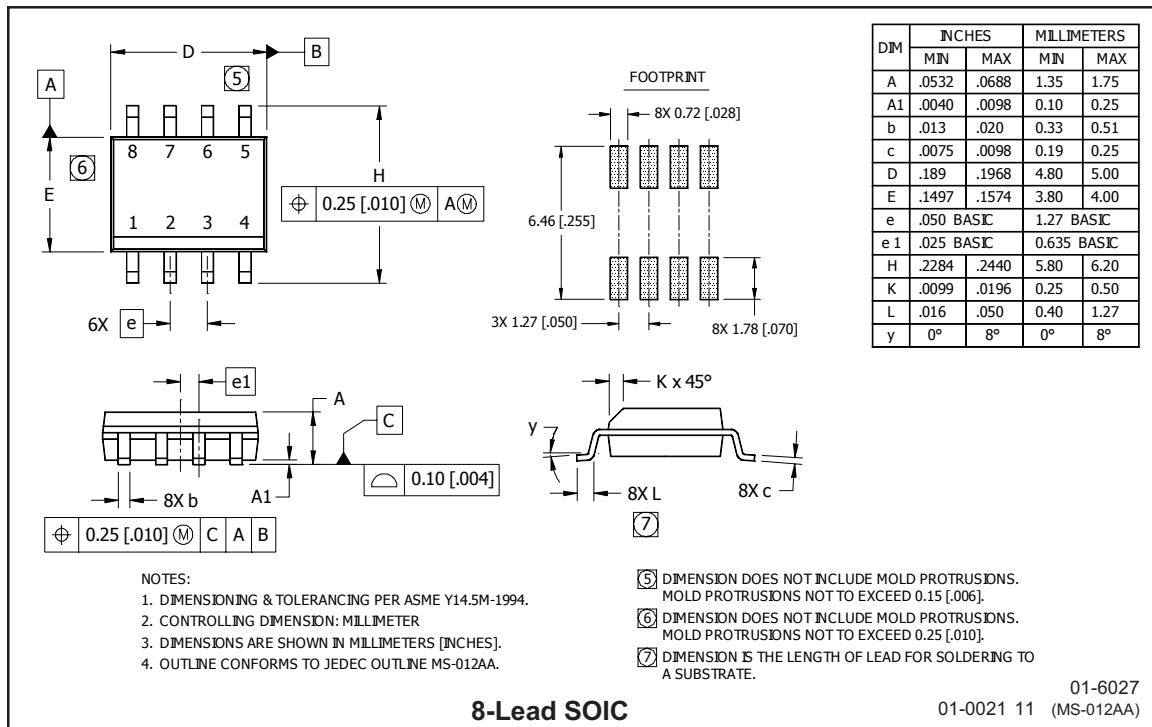 D
B
A
5
8 7 6 5
6
E
H
⌖ 0.25 [.010] Ⓜ A Ⓜ
1 2 3 4
6X e
FOOTPRINT
8X 0.72 [.028]
6.46 [.255]
3X 1.27 [.050]
8X 1.78 [.070]
DIM INCHES MILLIMETERS
MIN MAX MIN MAX
A .0532 .0688 1.35 1.75
A1 .0040 .0098 0.10 0.25
b .013 .020 0.33 0.51
c .0075 .0098 0.19 0.25
D .189 .1968 4.80 5.00
E .1497 .1574 3.80 4.00
e .050 BASIC 1.27 BASIC
e 1 .025 BASIC 0.635 BASIC
H .2284 .2440 5.80 6.20
K .0099 .0196 0.25 0.50
L .016 .050 0.40 1.27
y 0° 8° 0° 8°
e1
A
C
0.10 [.004]
8X b
A1
⌖ 0.25 [.010] Ⓜ C A B
K x 45°
y
8X L
8X c
7
NOTES:
1. DIMENSIONING & TOLERANCING PER ASME Y14.5M-1994.
2. CONTROLLING DIMENSION: MILLIMETER
3. DIMENSIONS ARE SHOWN IN MILLIMETERS [INCHES].
4. OUTLINE CONFORMS TO JEDEC OUTLINE MS-012AA.
5 DIMENSION DOES NOT INCLUDE MOLD PROTRUSIONS.
MOLD PROTRUSIONS NOT TO EXCEED 0.15 [.006].
6 DIMENSION DOES NOT INCLUDE MOLD PROTRUSIONS.
MOLD PROTRUSIONS NOT TO EXCEED 0.25 [.010].
7 DIMENSION IS THE LENGTH OF LEAD FOR SOLDERING TO
A SUBSTRATE.
8-Lead SOIC
01-6027
01-0021 11 (MS-012AA)